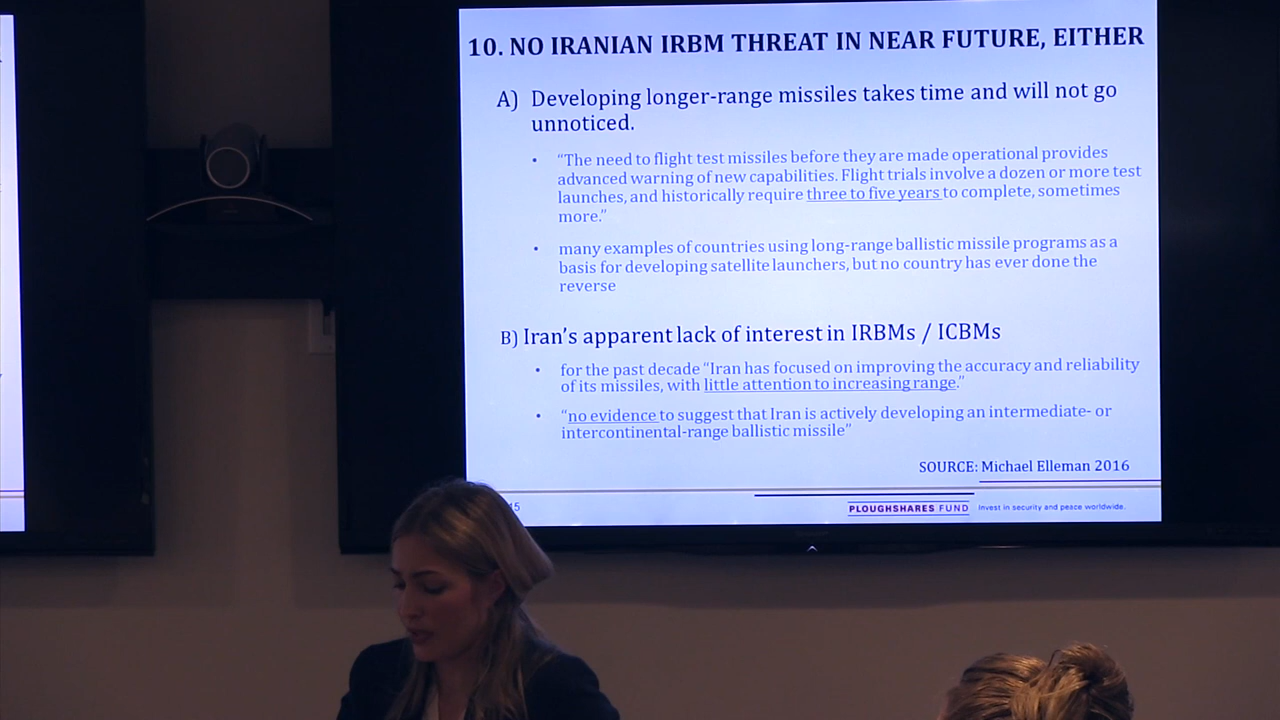 10. NO IRANIAN IRBM THREAT IN NEAR FUTURE, EITHER
A) Developing longer-range missiles takes time and will not go
unnoticed.
• “The need to flight test missiles before they are made operational provides
advanced warning of new capabilities. Flight trials involve a dozen or more test
launches, and historically require three to five years to complete, sometimes
more.”
• many examples of countries using long-range ballistic missile programs as a
basis for developing satellite launchers, but no country has ever done the
reverse
B) Iran’s apparent lack of interest in IRBMs / ICBMs
• for the past decade “Iran has focused on improving the accuracy and reliability
of its missiles, with little attention to increasing range.”
• “no evidence to suggest that Iran is actively developing an intermediate- or
intercontinental-range ballistic missile”
SOURCE: Michael Elleman 2016
15
PLOUGHSHARES FUND Invest in security and peace worldwide.